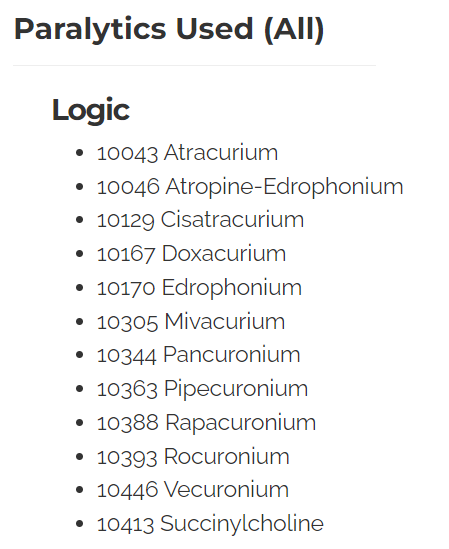 Paralytics Used (All)
Logic
• 10043 Atracurium
• 10046 Atropine-Edrophonium
• 10129 Cisatracurium
• 10167 Doxacurium
• 10170 Edrophonium
• 10305 Mivacurium
• 10344 Pancuronium
• 10363 Pipecuronium
• 10388 Rapacuronium
• 10393 Rocuronium
• 10446 Vecuronium
• 10413 Succinylcholine